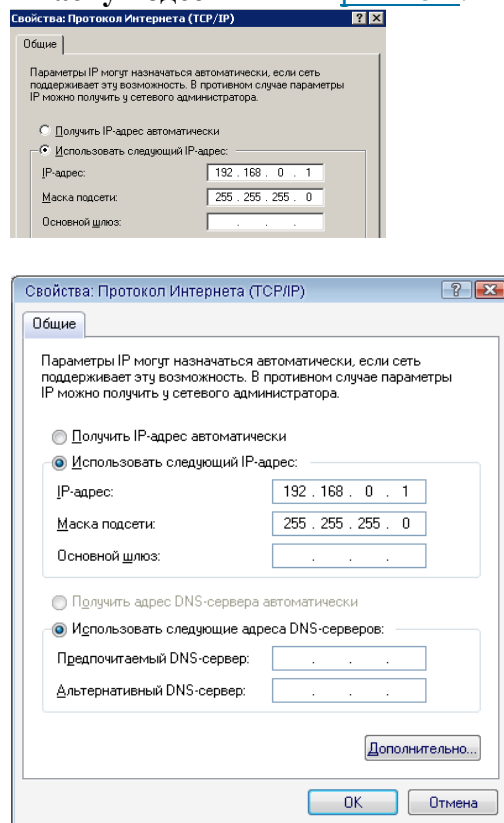 Свойства: Протокол Интернета (TCP/IP)
Общие
Параметры IP могут назначаться автоматически, если сеть
поддерживает эту возможность. В противном случае параметры
IP можно получить у сетевого администратора.
Получить IP-адрес автоматически
Использовать следующий IP-адрес:
IP-адрес: 192 . 168 . 0 . 1
Маска подсети: 255 . 255 . 255 . 0
Основной шлюз: . . .
Свойства: Протокол Интернета (TCP/IP)
Общие
Параметры IP могут назначаться автоматически, если сеть
поддерживает эту возможность. В противном случае параметры
IP можно получить у сетевого администратора.
Получить IP-адрес автоматически
Использовать следующий IP-адрес:
IP-адрес: 192 . 168 . 0 . 1
Маска подсети: 255 . 255 . 255 . 0
Основной шлюз: . . .
Получить адрес DNS-сервера автоматически
Использовать следующие адреса DNS-серверов:
Предпочитаемый DNS-сервер: . . .
Альтернативный DNS-сервер: . . .
Дополнительно...
OK Отмена